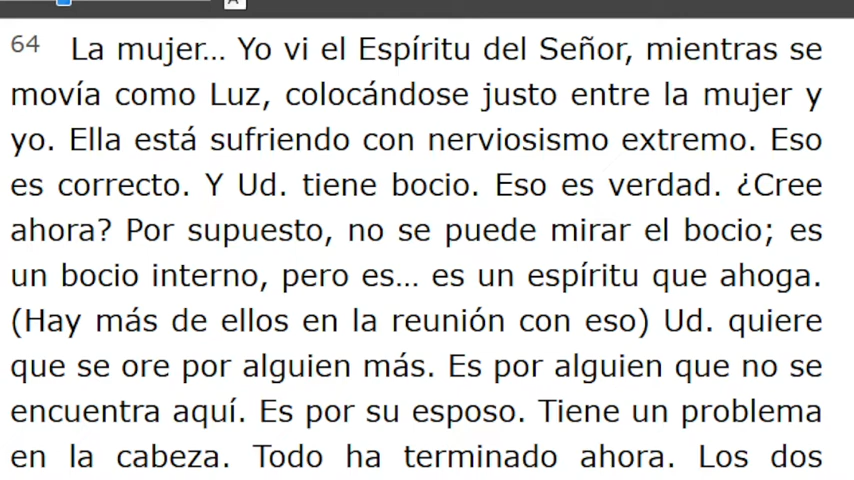 64 La mujer… Yo vi el Espíritu del Señor, mientras se
movía como Luz, colocándose justo entre la mujer y
yo. Ella está sufriendo con nerviosismo extremo. Eso
es correcto. Y Ud. tiene bocio. Eso es verdad. ¿Cree
ahora? Por supuesto, no se puede mirar el bocio; es
un bocio interno, pero es… es un espíritu que ahoga.
(Hay más de ellos en la reunión con eso) Ud. quiere
que se ore por alguien más. Es por alguien que no se
encuentra aquí. Es por su esposo. Tiene un problema
en la cabeza. Todo ha terminado ahora. Los dos